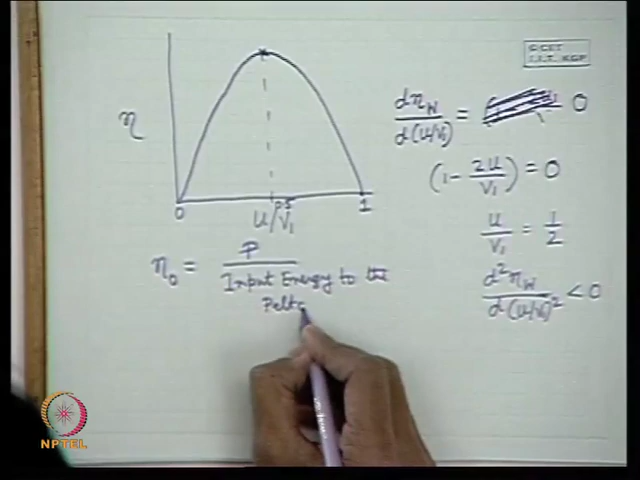 © CET
I.I.T. KGP
η
0
0.5
1
U/V₁
dη_W / d(U/V₁) = 0
(1 - 2U/V₁) = 0
U/V₁ = 1/2
d²η_W / d(U/V₁)² < 0
η₀ = P / Input Energy to the
Pelto
NPTEL